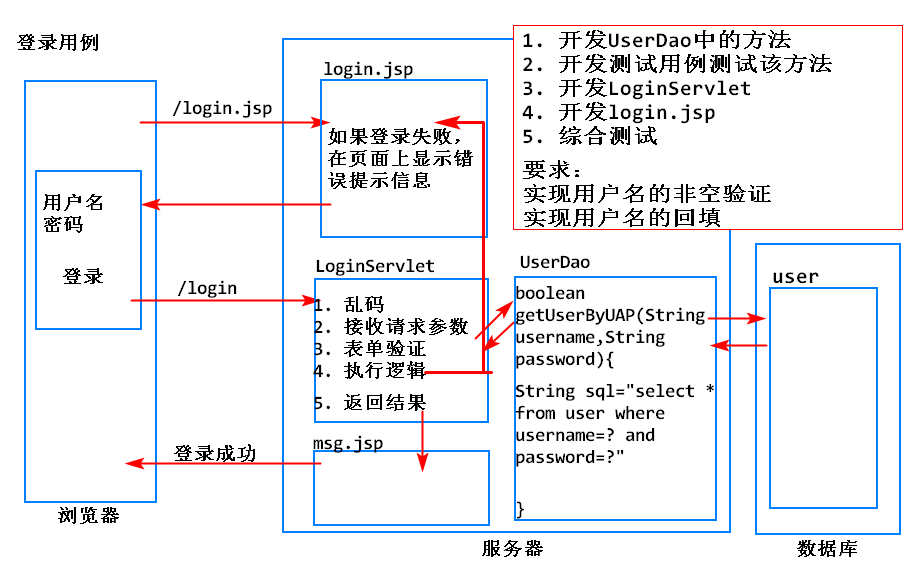 登录用例
1. 开发UserDao中的方法
2. 开发测试用例测试该方法
3. 开发LoginServlet
4. 开发login.jsp
5. 综合测试
要求:
实现用户名的非空验证
实现用户名的回填
login.jsp
/login.jsp
如果登录失败，
在页面上显示错
误提示信息
用户名
密码
登录
/login
LoginServlet
1. 乱码
2. 接收请求参数
3. 表单验证
4. 执行逻辑
5. 返回结果
UserDao
boolean
getUserByUAP(String
username,String
password){
String sql="select *
from user where
username=? and
password=?"
}
user
msg.jsp
登录成功
浏览器
服务器
数据库